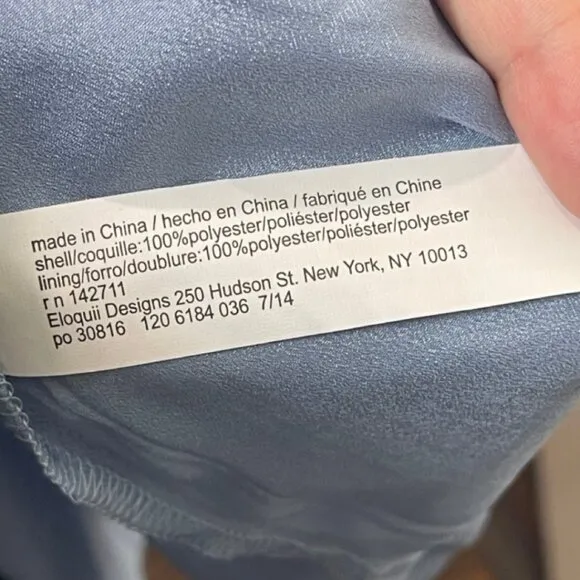 made in China / hecho en China / fabriqué en Chine
shell/coquille:100%polyester/poliéster/polyester
lining/forro/doublure:100%polyester/poliéster/polyester
r n 142711
Eloquii Designs 250 Hudson St. New York, NY 10013
po 30816 120 6184 036 7/14